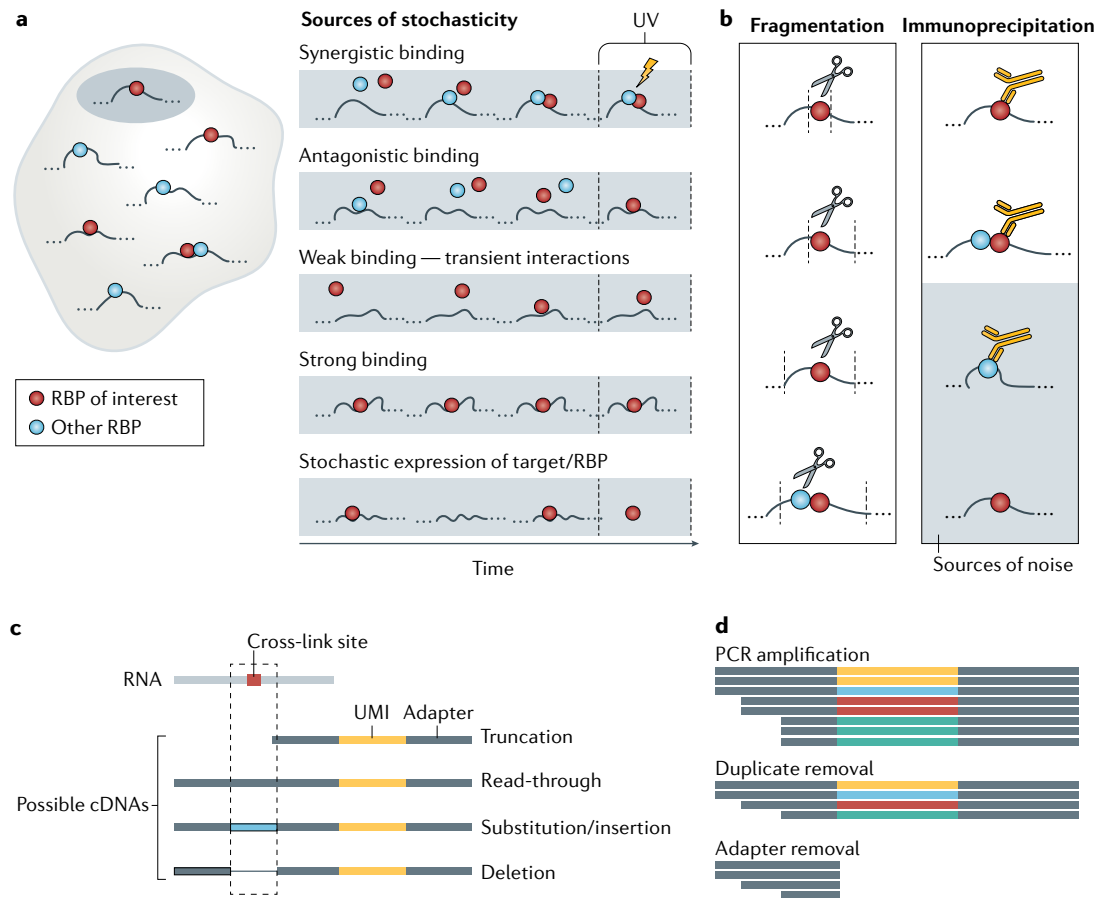 a
Sources of stochasticity
UV
Synergistic binding
Antagonistic binding
Weak binding — transient interactions
Strong binding
Stochastic expression of target/RBP
Time
RBP of interest
Other RBP
b
Fragmentation
Immunoprecipitation
Sources of noise
c
Cross-link site
RNA
UMI
Adapter
Truncation
Read-through
Possible cDNAs
Substitution/insertion
Deletion
d
PCR amplification
Duplicate removal
Adapter removal